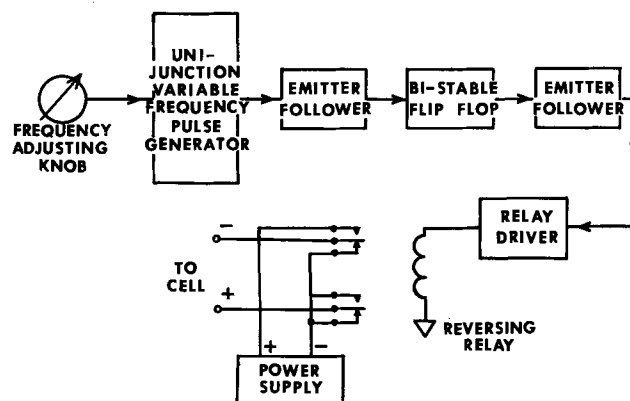 UNI-
JUNCTION
VARIABLE
FREQUENCY
PULSE
GENERATOR
EMITTER
FOLLOWER
BI-STABLE
FLIP FLOP
EMITTER
FOLLOWER
FREQUENCY
ADJUSTING
KNOB
RELAY
DRIVER
−
TO
CELL
+
REVERSING
RELAY
+ −
POWER
SUPPLY